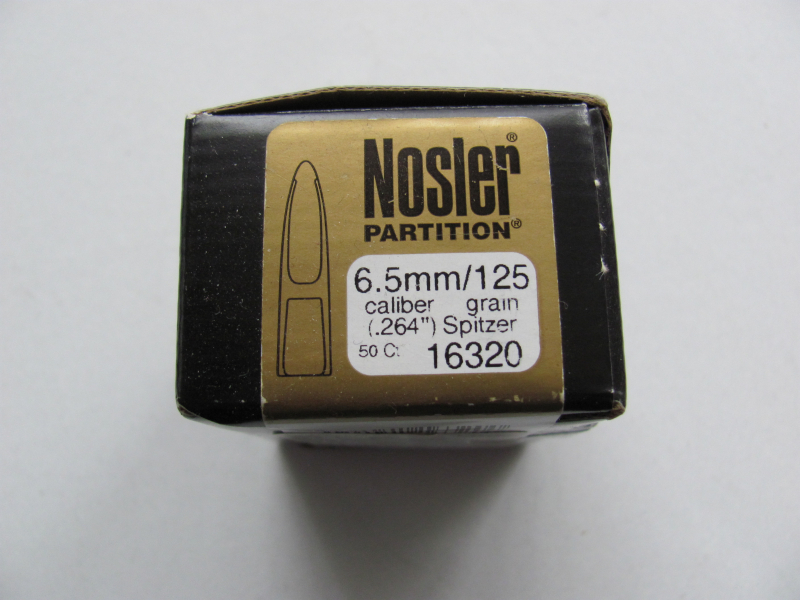 Nosler®
PARTITION®
6.5mm/125
caliber grain
(.264") Spitzer
50 Ct 16320